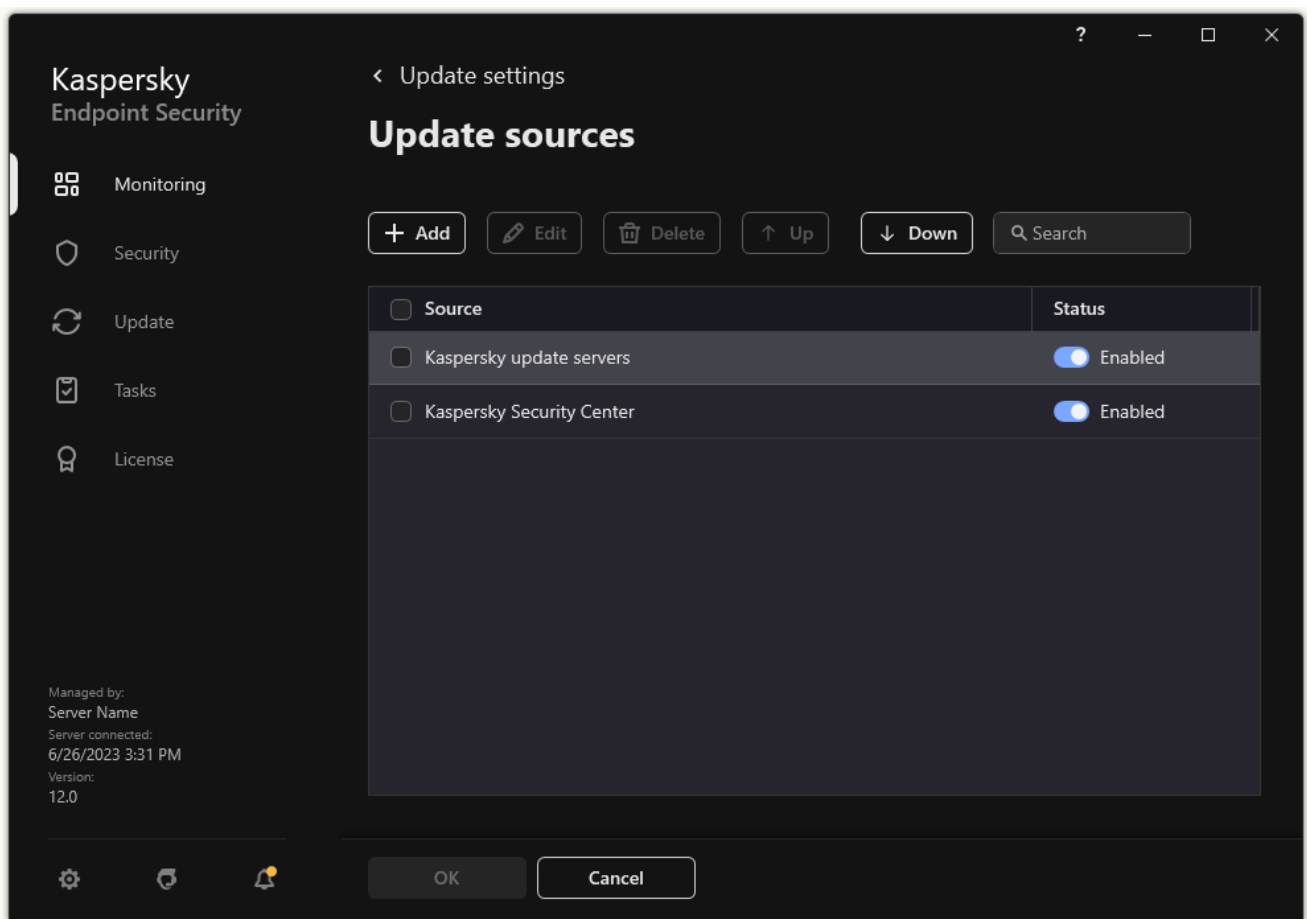 ?
Kaspersky
Endpoint Security
Monitoring
Security
Update
Tasks
License
Managed by:
Server Name
Server connected:
6/26/2023 3:31 PM
Version:
12.0
Update settings
Update sources
Add Edit Delete Up Down Search
Source Status
Kaspersky update servers Enabled
Kaspersky Security Center Enabled
OK Cancel